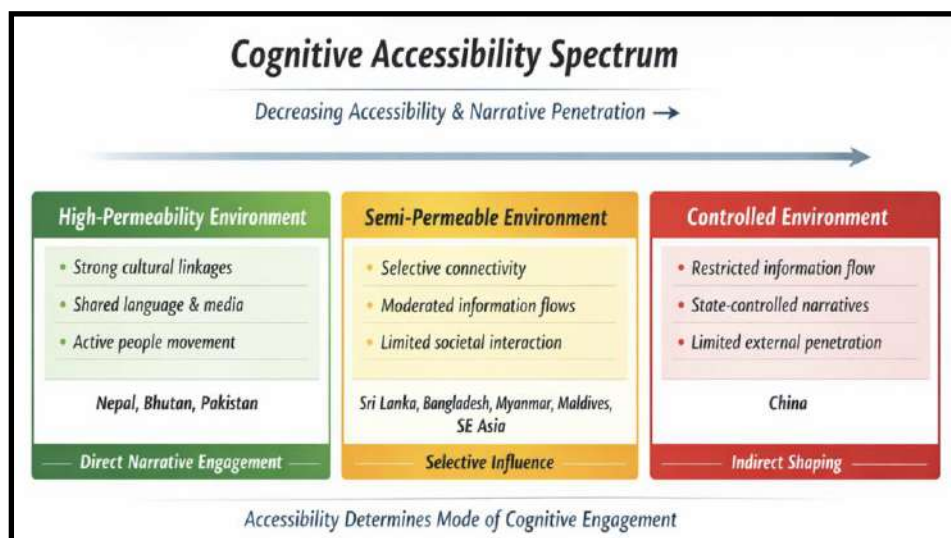 Cognitive Accessibility Spectrum
Decreasing Accessibility & Narrative Penetration →
High-Permeability Environment
• Strong cultural linkages
• Shared language & media
• Active people movement
Nepal, Bhutan, Pakistan
Direct Narrative Engagement
Semi-Permeable Environment
• Selective connectivity
• Moderated information flows
• Limited societal interaction
Sri Lanka, Bangladesh, Myanmar, Maldives,
SE Asia
Selective Influence
Controlled Environment
• Restricted information flow
• State-controlled narratives
• Limited external penetration
China
Indirect Shaping
Accessibility Determines Mode of Cognitive Engagement